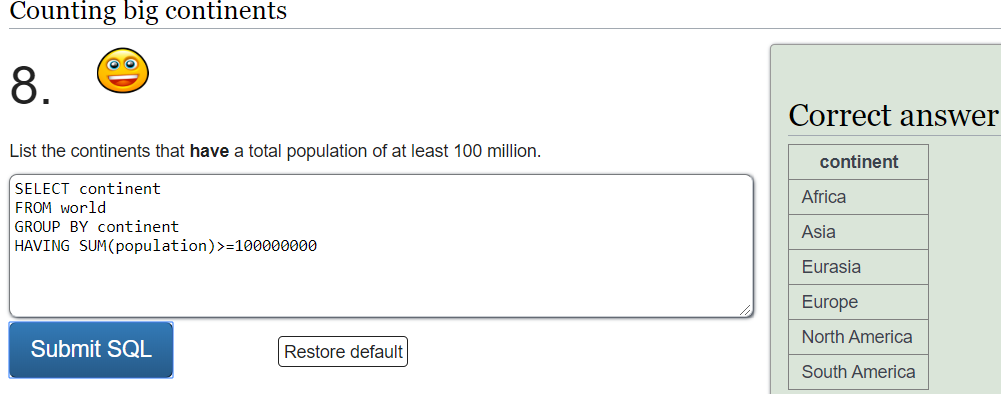 Counting big continents
8.
List the continents that have a total population of at least 100 million.
SELECT continent
FROM world
GROUP BY continent
HAVING SUM(population)>=100000000
Submit SQL
Restore default
Correct answer
continent
Africa
Asia
Eurasia
Europe
North America
South America